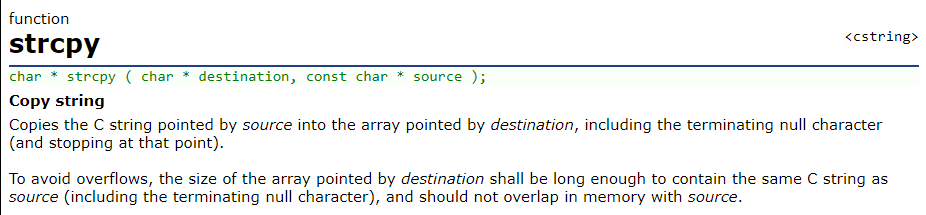 function
strcpy
<cstring>
char * strcpy ( char * destination, const char * source );
Copy string
Copies the C string pointed by source into the array pointed by destination, including the terminating null character
(and stopping at that point).
To avoid overflows, the size of the array pointed by destination shall be long enough to contain the same C string as
source (including the terminating null character), and should not overlap in memory with source.